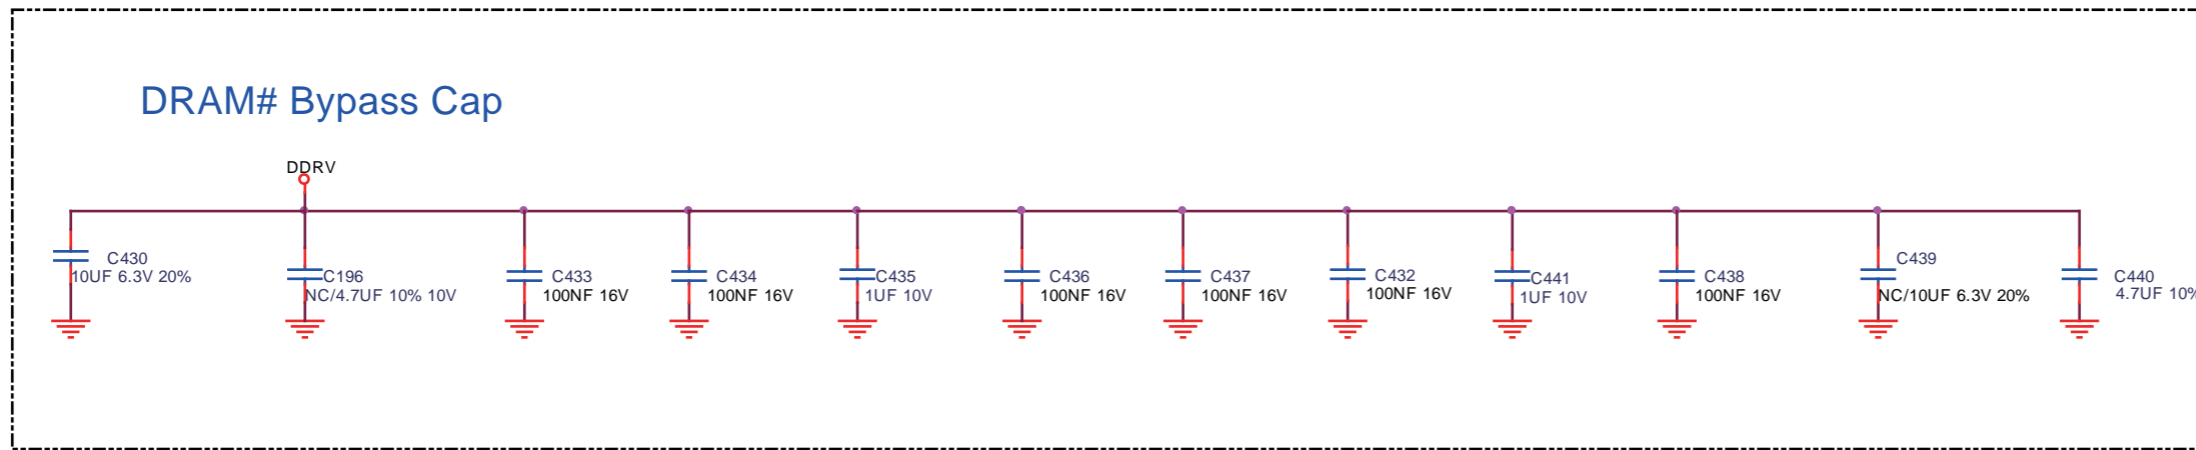 DRAM# Bypass Cap
DDRV
C430
10UF 6.3V 20%
C196
NC/4.7UF 10% 10V
C433
100NF 16V
C434
100NF 16V
C435
1UF 10V
C436
100NF 16V
C437
100NF 16V
C432
100NF 16V
C441
1UF 10V
C438
100NF 16V
C439
NC/10UF 6.3V 20%
C440
4.7UF 10%